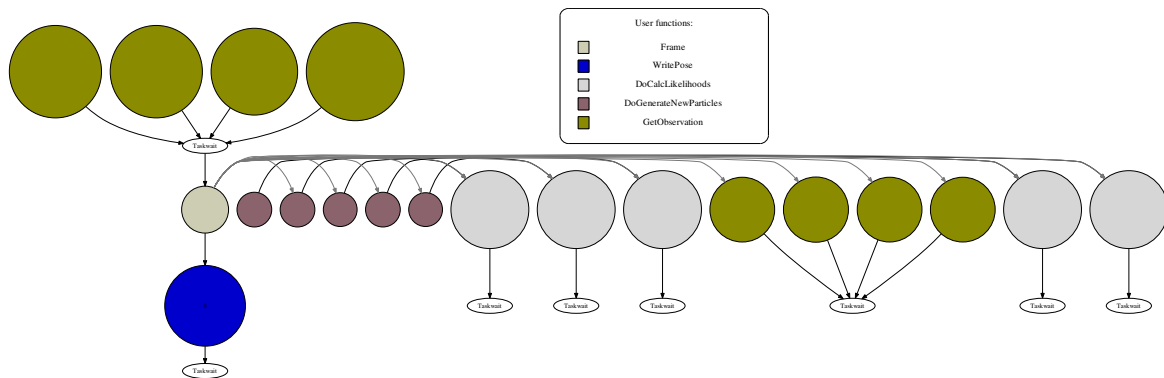 User functions:
Frame
WritePose
DoCalcLikelihoods
DoGenerateNewParticles
GetObservation
Taskwait
Taskwait
Taskwait
Taskwait
Taskwait
Taskwait
Taskwait
Taskwait